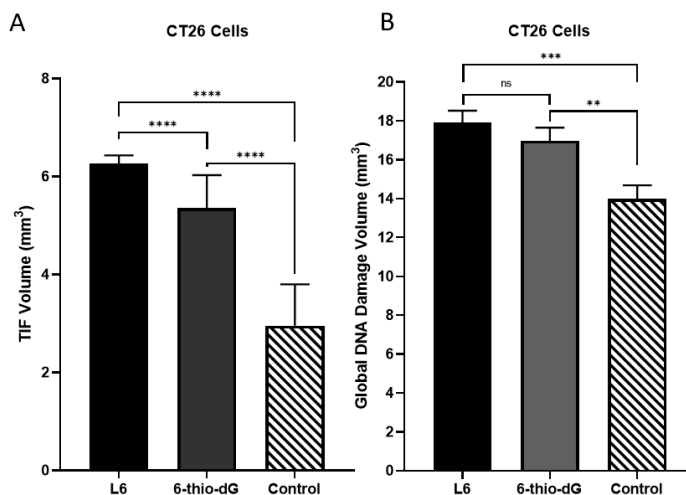 A
CT26 Cells
TIF Volume (mm3)
8
6
4
2
0
****
****
****
L6
6-thio-dG
Control
B
CT26 Cells
Global DNA Damage Volume (mm3)
20
18
16
14
12
10
8
6
4
2
0
***
ns
**
L6
6-thio-dG
Control